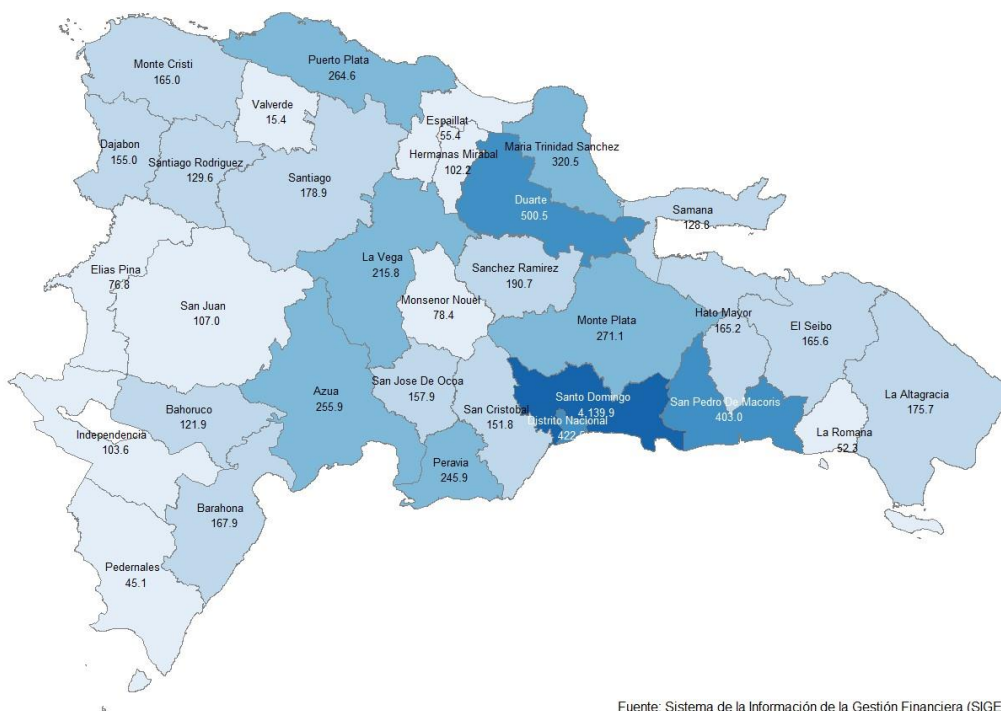 Puerto Plata
264.6
Monte Cristi
165.0
Valverde
15.4
Espaillat
55.4
Dajabon
155.0
Santiago Rodriguez
129.6
Hermanas Mirabal
102.2
Maria Trinidad Sanchez
320.5
Santiago
178.9
Duarte
500.5
Samana
128.8
La Vega
215.8
Sanchez Ramirez
190.7
Elias Pina
76.8
San Juan
107.0
Monsenor Nouel
78.4
Monte Plata
271.1
Hato Mayor
165.2
El Seibo
165.6
Azua
255.9
San Jose De Ocoa
157.9
San Cristobal
151.8
Santo Domingo
4,139.9
Distrito Nacional
San Pedro De Macoris
403.0
La Altagracia
175.7
Bahoruco
121.9
Independencia
103.6
La Romana
52.3
Peravia
245.9
Barahona
167.9
Pedernales
45.1
Fuente: Sistema de la Información de la Gestión Financiera (SIGE